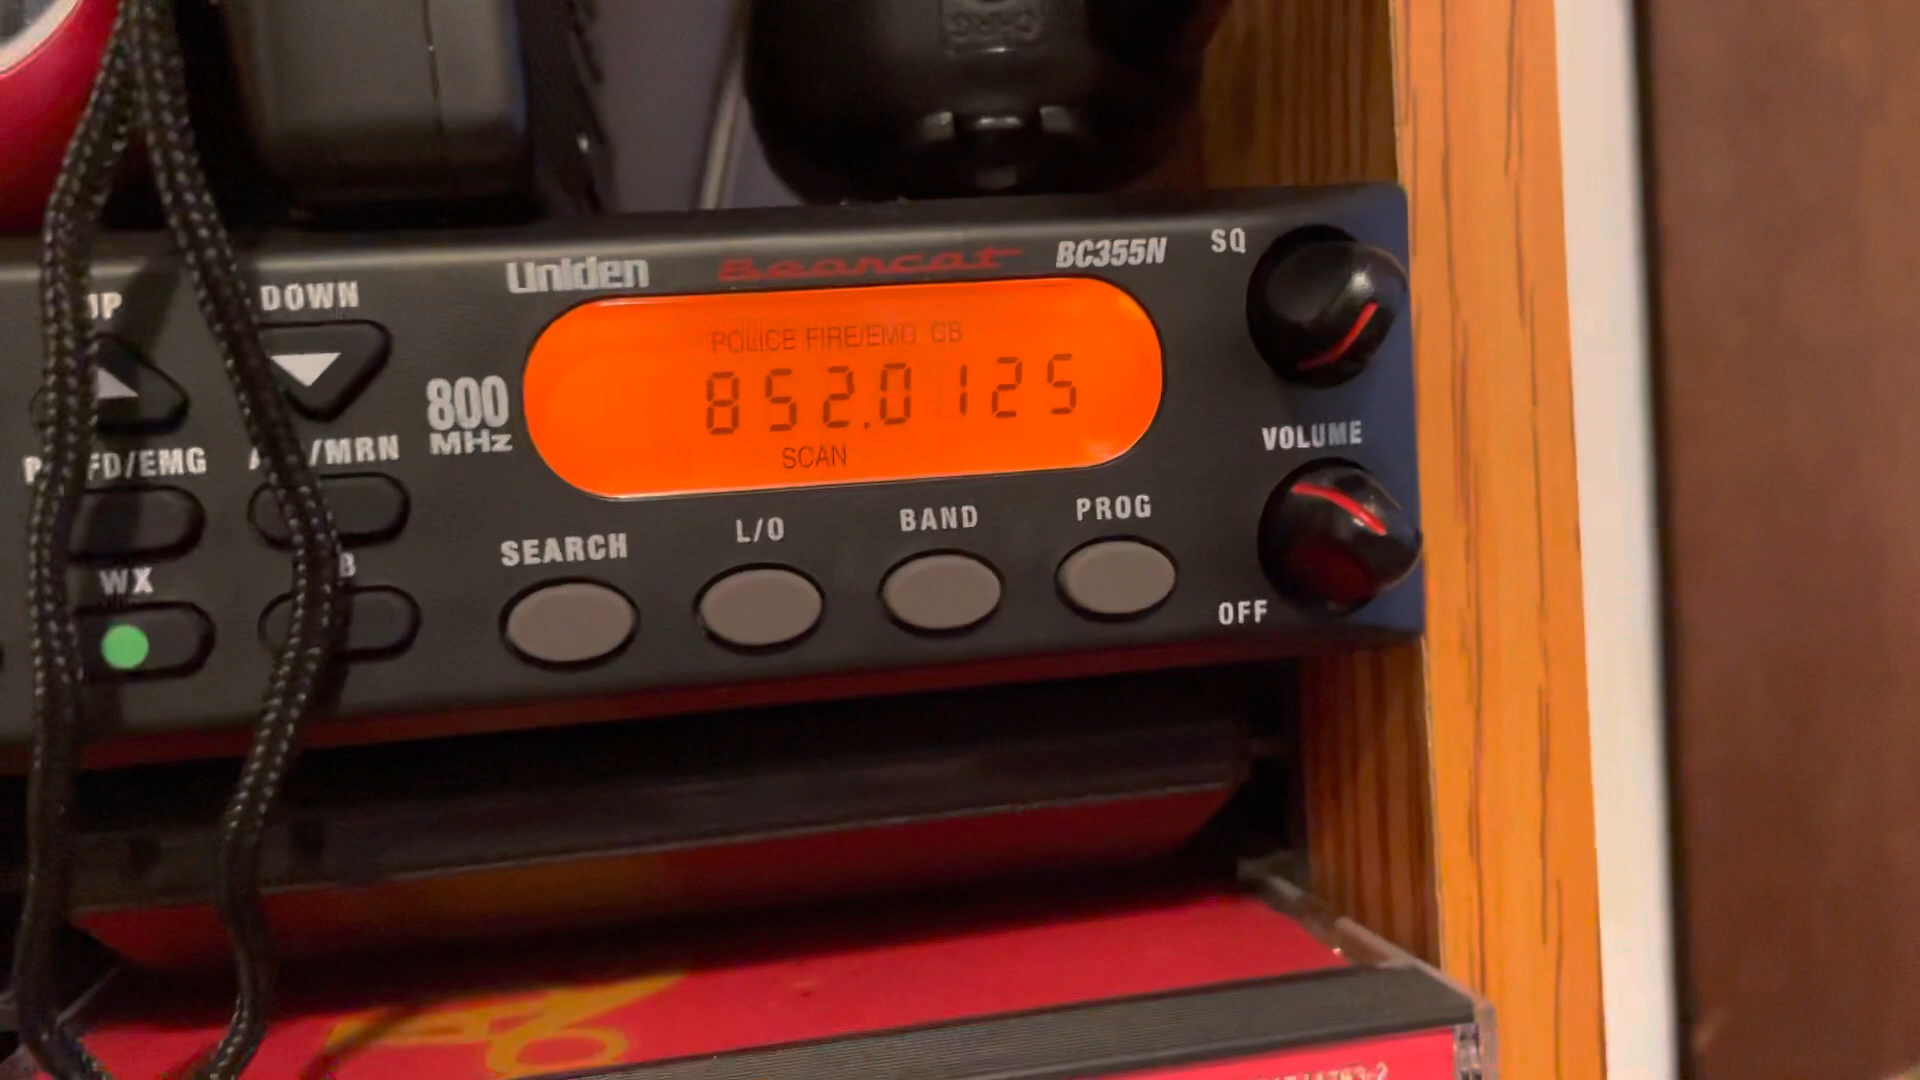 Uniden Bearcat BC355N
SQ
UP DOWN
POLICE FIRE/EMG CB
852.0125
SCAN
800
MHz
VOLUME
FD/EMG /MRN
SEARCH L/O BAND PROG
WX B
OFF